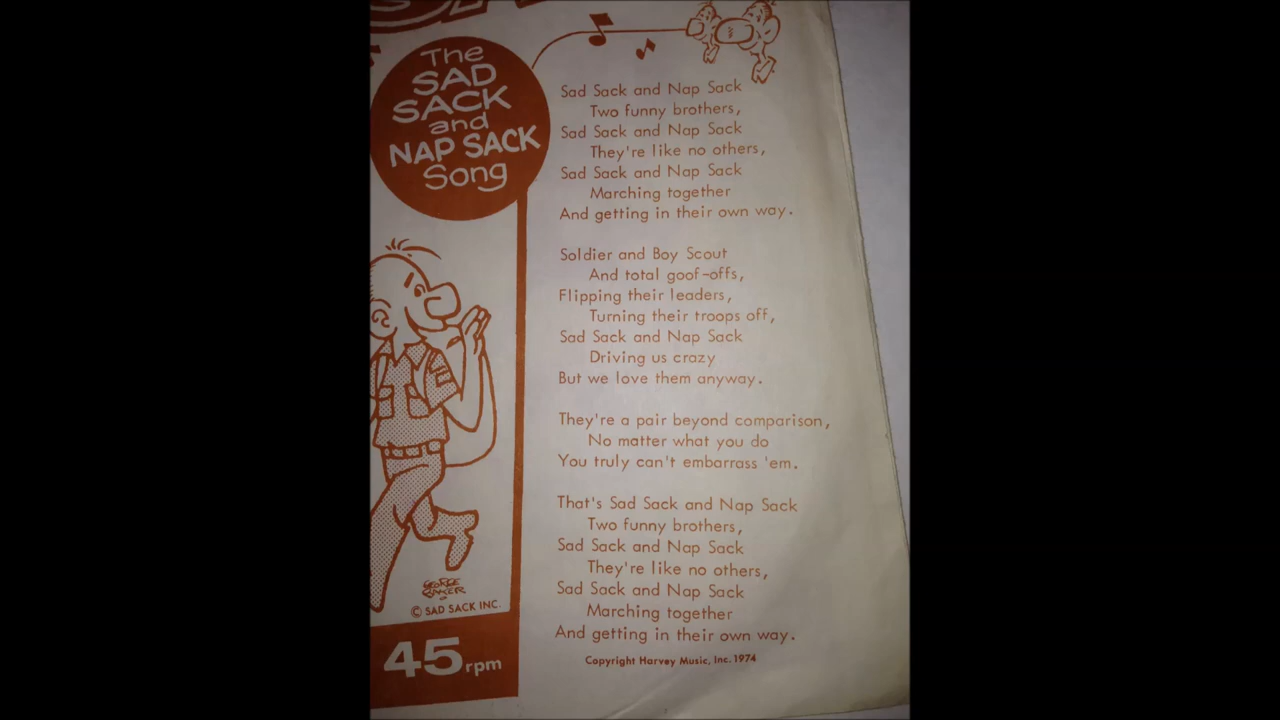 The
SAD
SACK
and
NAP SACK
Song
Sad Sack and Nap Sack
Two funny brothers,
Sad Sack and Nap Sack
They're like no others,
Sad Sack and Nap Sack
Marching together
And getting in their own way.
Soldier and Boy Scout
And total goof-offs,
Flipping their leaders,
Turning their troops off,
Sad Sack and Nap Sack
Driving us crazy
But we love them anyway.
They're a pair beyond comparison,
No matter what you do
You truly can't embarrass 'em.
That's Sad Sack and Nap Sack
Two funny brothers,
Sad Sack and Nap Sack
They're like no others,
Sad Sack and Nap Sack
Marching together
And getting in their own way.
Copyright Harvey Music, Inc. 1974
GEORGE
BAKER
© SAD SACK INC.
45 rpm